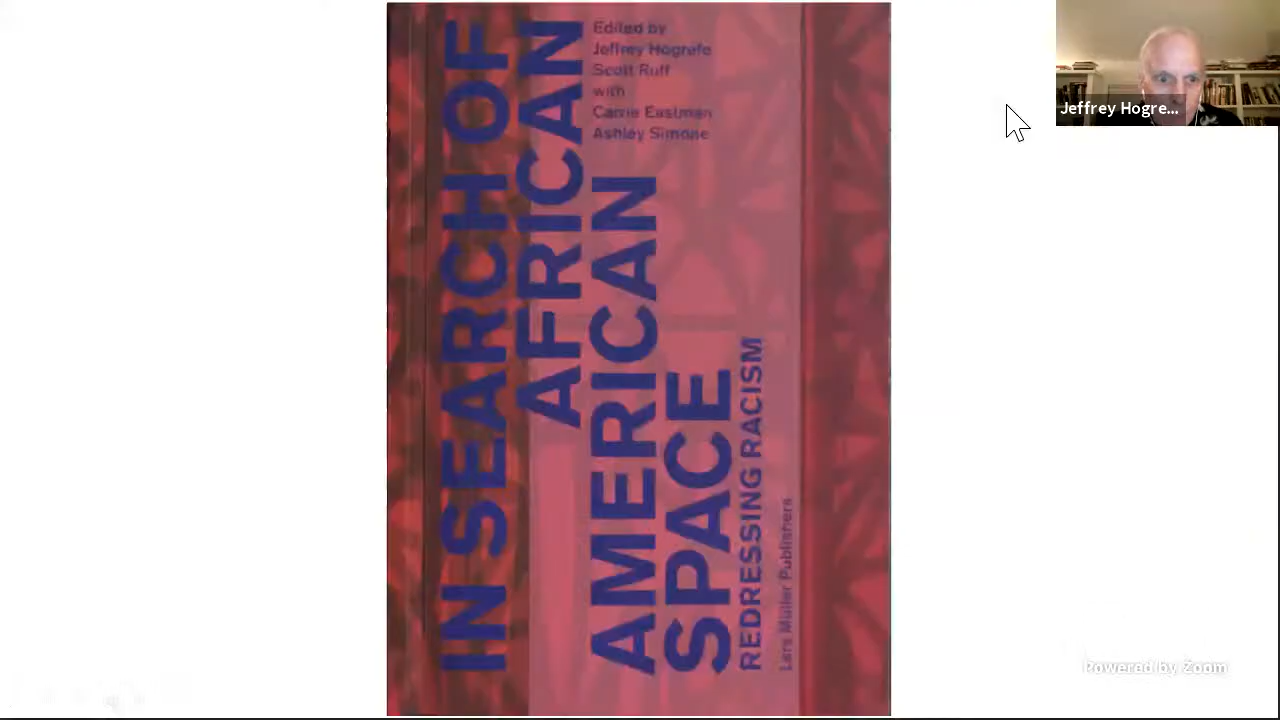 IN SEARCH OF
AFRICAN
AMERICAN
SPACE
REDRESSING RACISM
Lars Müller Publishers
Edited by
Jeffrey Hogrefe
Scott Ruff
with
Carrie Eastman
Ashley Simone
Jeffrey Hogre...
Powered by Zoom